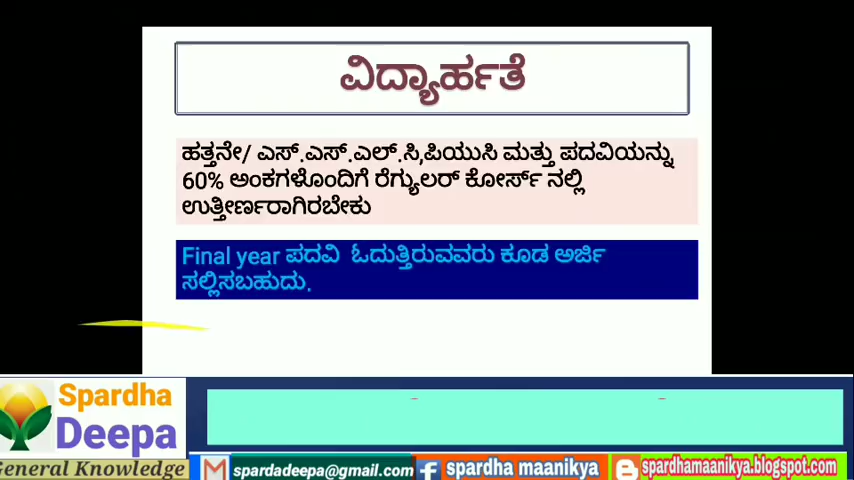 ವಿದ್ಯಾರ್ಹತೆ
ಹತ್ತನೇ/ ಎಸ್.ಎಸ್.ಎಲ್.ಸಿ,ಪಿಯುಸಿ ಮತ್ತು ಪದವಿಯನ್ನು
60% ಅಂಕಗಳೊಂದಿಗೆ ರೆಗ್ಯುಲರ್ ಕೋರ್ಸ್ ನಲ್ಲಿ
ಉತ್ತೀರ್ಣರಾಗಿರಬೇಕು
Final year ಪದವಿ ಓದುತ್ತಿರುವವರು ಕೂಡ ಅರ್ಜಿ
ಸಲ್ಲಿಸಬಹುದು.
Spardha
Deepa
General Knowledge
spardadeepa@gmail.com
spardha maanikya
spardhamaanikya.blogspot.com